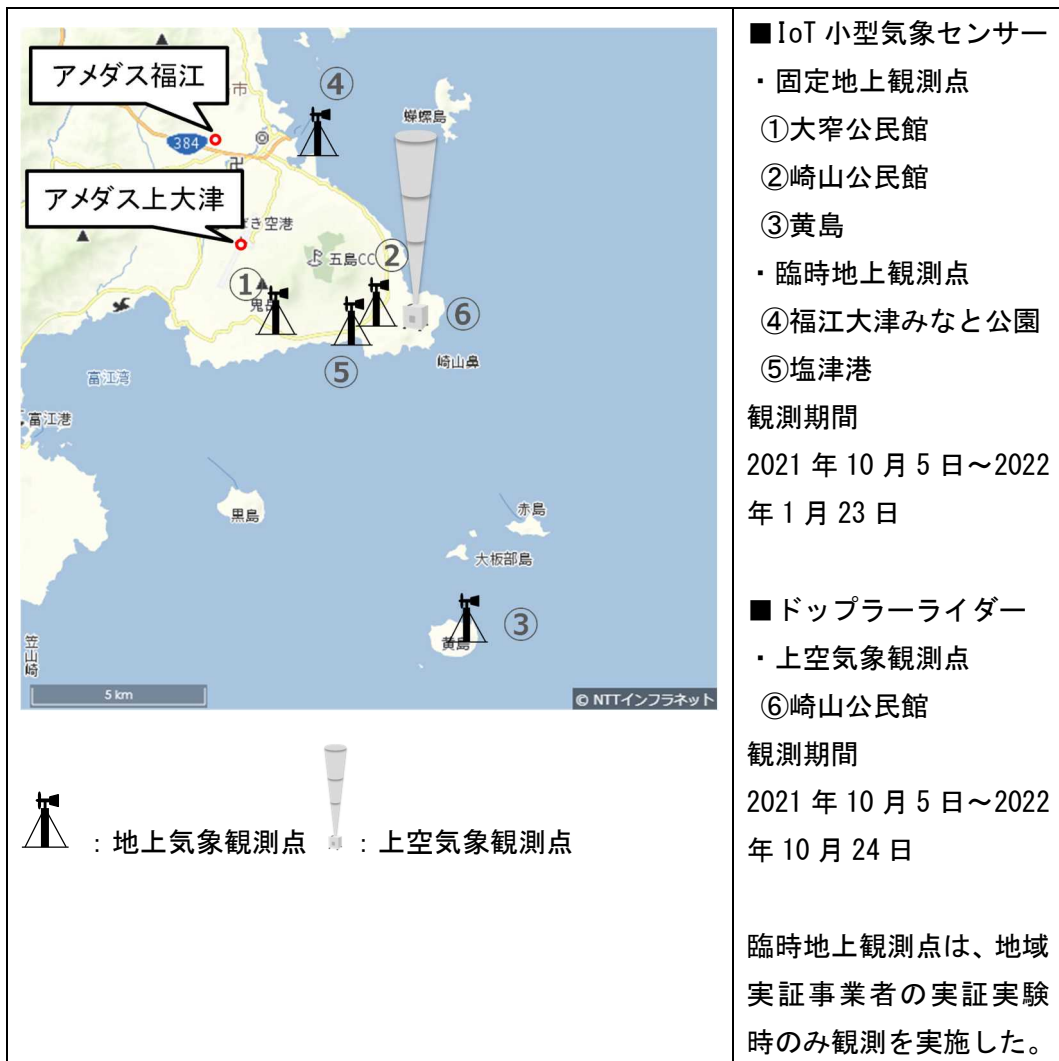 アメダス福江
④
市
蠑螺島
384
卍
アメダス上大津
き空港
五島CC
②
①
鬼岳
⑥
⑤
崎山鼻
富江湾
富江港
黒島
赤島
大板部島
③
黄島
笠山崎
5 km
© NTTインフラネット
:地上気象観測点
:上空気象観測点
■IoT 小型気象センサー
・固定地上観測点
①大窄公民館
②崎山公民館
③黄島
・臨時地上観測点
④福江大津みなと公園
⑤塩津港
観測期間
2021 年 10 月 5 日~2022
年 1 月 23 日
■ドップラーライダー
・上空気象観測点
⑥崎山公民館
観測期間
2021 年 10 月 5 日~2022
年 10 月 24 日
臨時地上観測点は、地域
実証事業者の実証実験
時のみ観測を実施した。